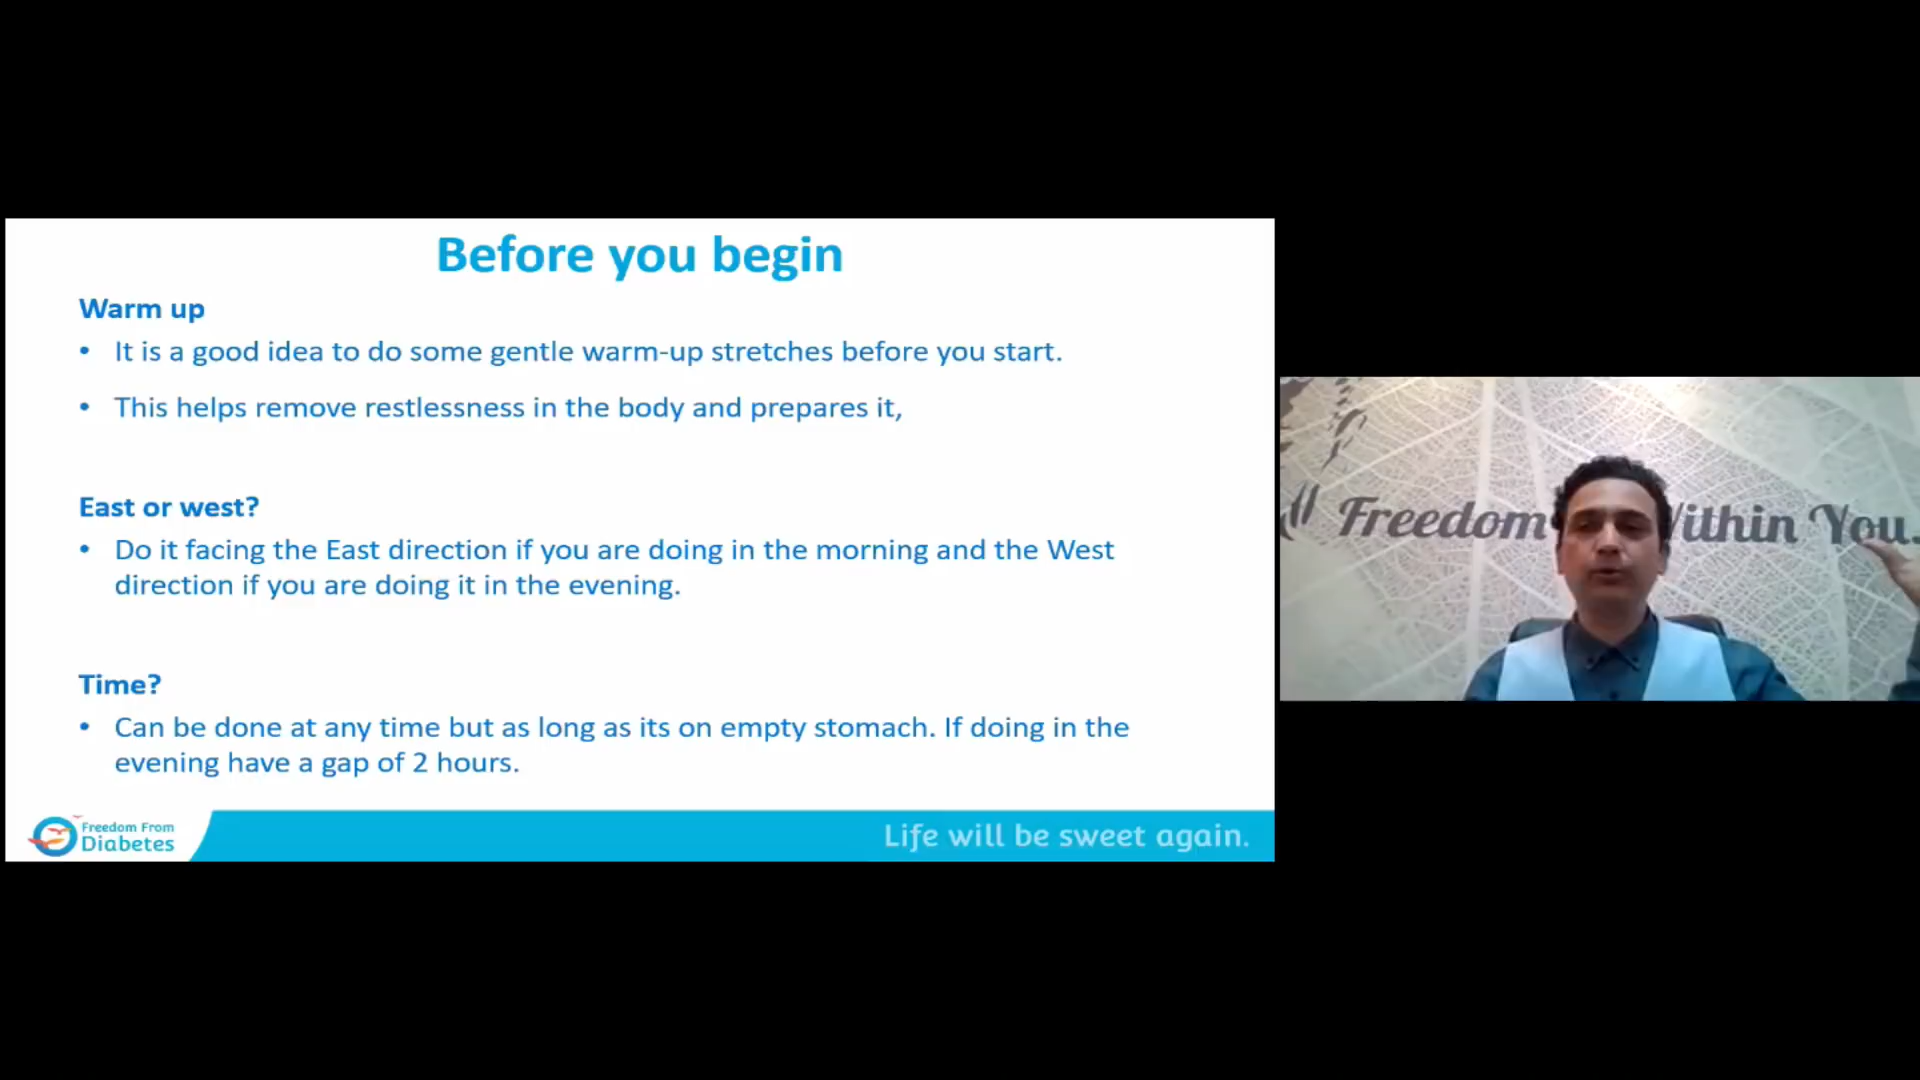 Before you begin
Warm up
• It is a good idea to do some gentle warm-up stretches before you start.
• This helps remove restlessness in the body and prepares it,
East or west?
• Do it facing the East direction if you are doing in the morning and the West
direction if you are doing it in the evening.
Time?
• Can be done at any time but as long as its on empty stomach. If doing in the
evening have a gap of 2 hours.
Freedom From
Diabetes
Life will be sweet again.
Freedom ithin You.